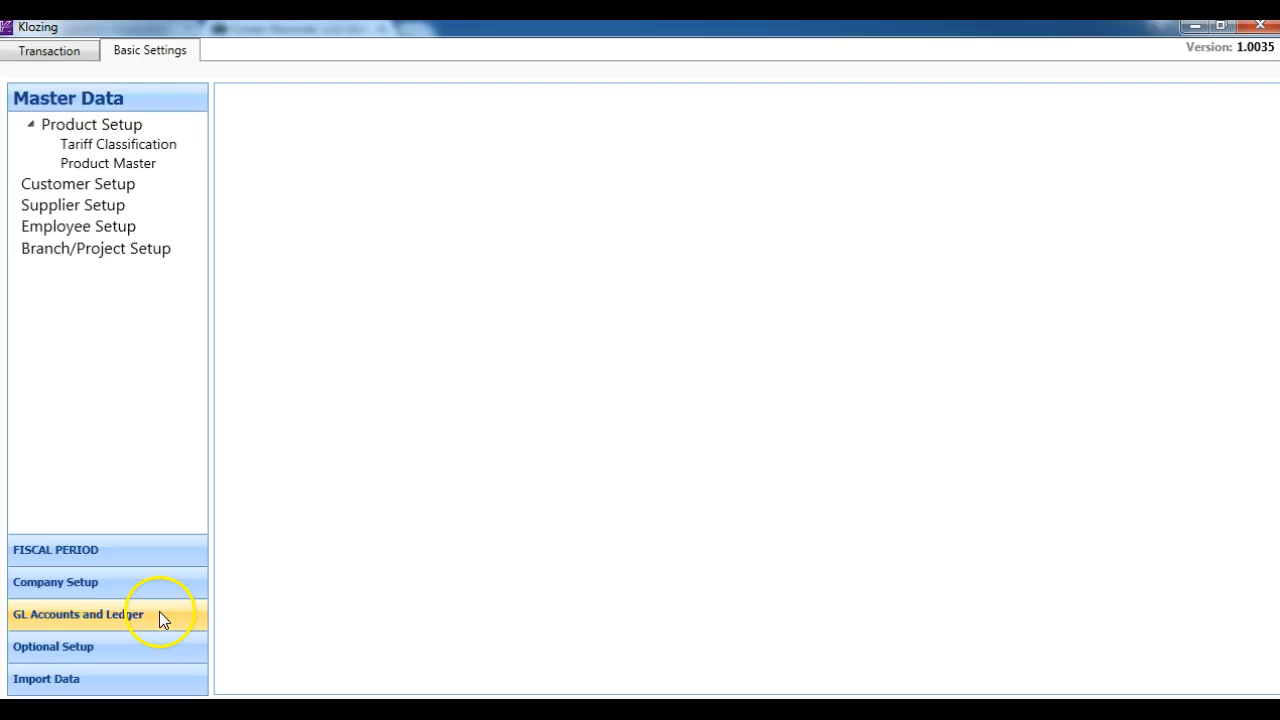 Klozing
Transaction
Basic Settings
Version: 1.0035
Master Data
Product Setup
Tariff Classification
Product Master
Customer Setup
Supplier Setup
Employee Setup
Branch/Project Setup
FISCAL PERIOD
Company Setup
GL Accounts and Ledger
Optional Setup
Import Data